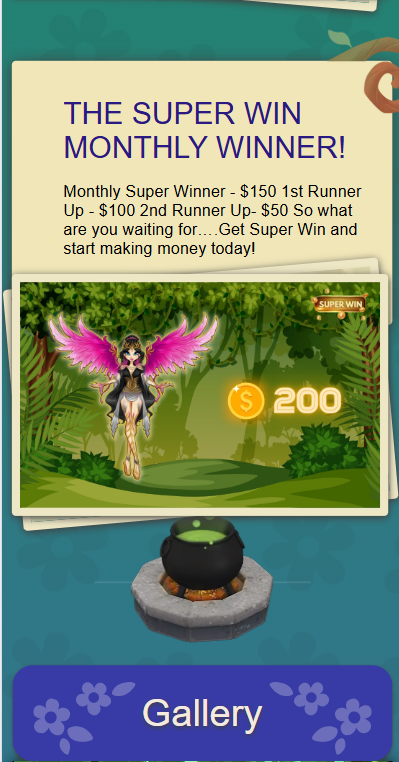 THE SUPER WIN
MONTHLY WINNER!
Monthly Super Winner - $150 1st Runner
Up - $100 2nd Runner Up- $50 So what
are you waiting for….Get Super Win and
start making money today!
SUPER WIN
$ 200
Gallery